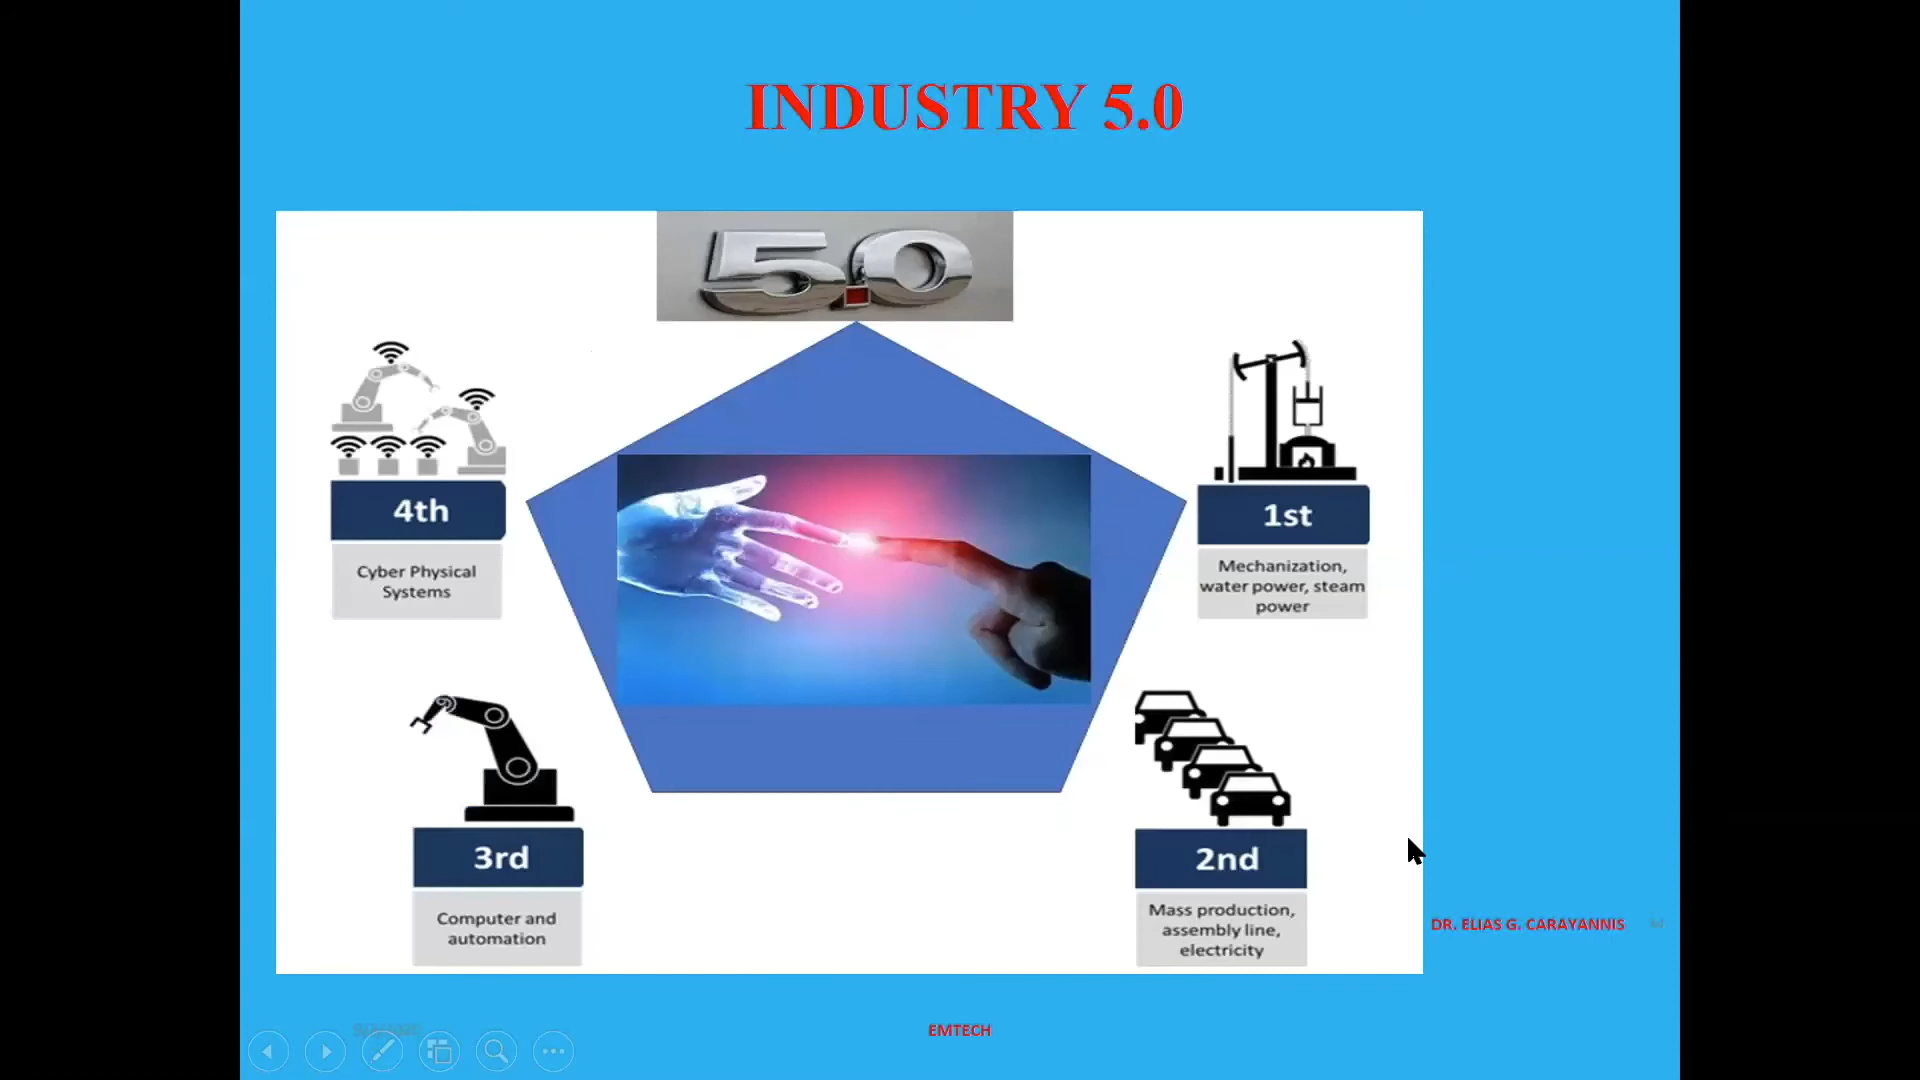 INDUSTRY 5.0
5.0
4th
Cyber Physical
Systems
1st
Mechanization,
water power, steam
power
3rd
Computer and
automation
2nd
Mass production,
assembly line,
electricity
DR. ELIAS G. CARAYANNIS
EMTECH